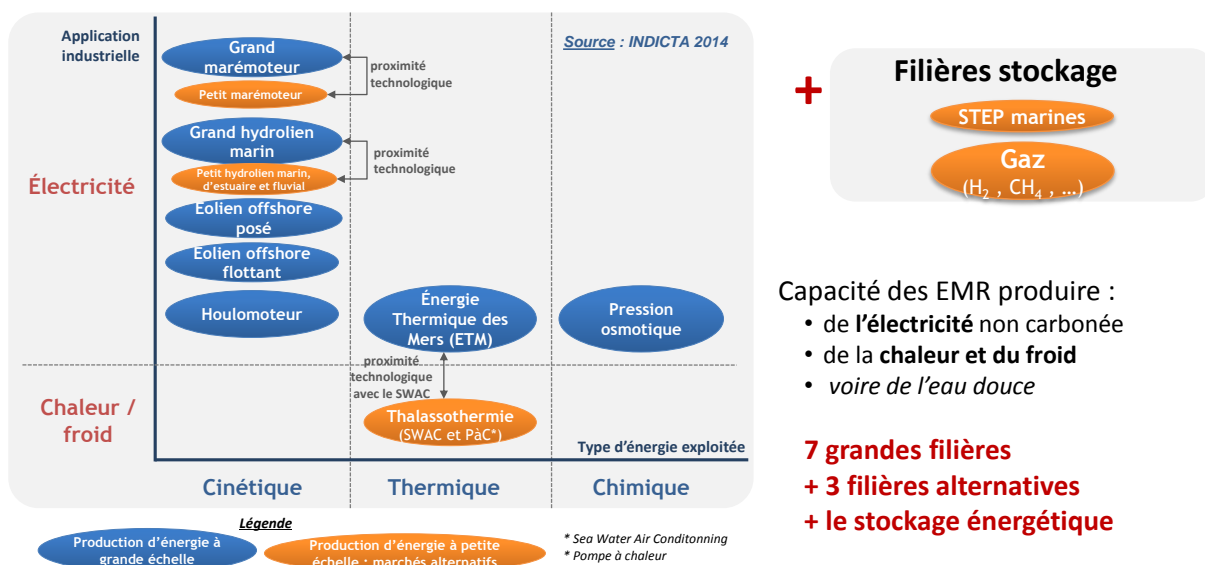 Application
industrielle
Source : INDICTA 2014
Grand
marémoteur
proximité
technologique
Petit marémoteur
Grand hydrolien
marin
proximité
technologique
Petit hydrolien marin,
d'estuaire et fluvial
Électricité
Eolien offshore
posé
Eolien offshore
flottant
Houlomoteur
Énergie
Thermique des
Mers (ETM)
Pression
osmotique
proximité
technologique
avec le SWAC
Chaleur /
froid
Thalassothermie
(SWAC et PàC*)
Type d'énergie exploitée
Cinétique
Thermique
Chimique
Légende
Production d'énergie à
grande échelle
Production d'énergie à petite
échelle : marchés alternatifs
* Sea Water Air Conditonning
* Pompe à chaleur
+
Filières stockage
STEP marines
Gaz
(H₂ , CH₄ , ...)
Capacité des EMR produire :
• de l'électricité non carbonée
• de la chaleur et du froid
• voire de l'eau douce
7 grandes filières
+ 3 filières alternatives
+ le stockage énergétique